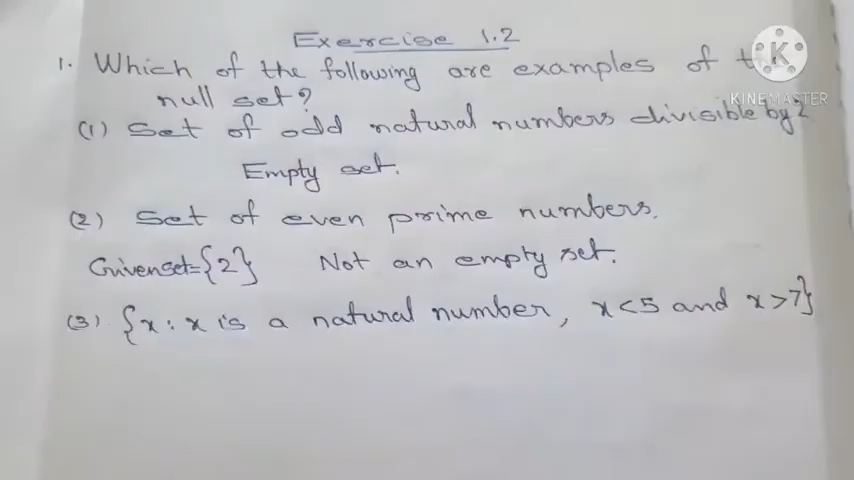 Exercise 1.2
1. Which of the following are examples of the
null set?
(1) Set of odd natural numbers divisible by 2
Empty set.
(2) Set of even prime numbers.
Given set = {2} Not an empty set.
(3) {x : x is a natural number, x < 5 and x > 7}
K
KINEMASTER